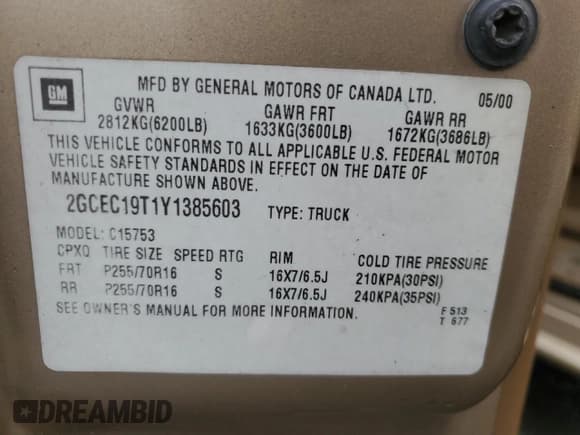 GM
MFD BY GENERAL MOTORS OF CANADA LTD. 05/00
GVWR GAWR FRT GAWR RR
2812KG(6200LB) 1633KG(3600LB) 1672KG(3686LB)
THIS VEHICLE CONFORMS TO ALL APPLICABLE U.S. FEDERAL MOTOR
VEHICLE SAFETY STANDARDS IN EFFECT ON THE DATE OF
MANUFACTURE SHOWN ABOVE.
2GCEC19T1Y1385603 TYPE: TRUCK
MODEL: C15753
CPXQ TIRE SIZE SPEED RTG RIM COLD TIRE PRESSURE
FRT P255/70R16 S 16X7/6.5J 210KPA(30PSI)
RR P255/70R16 S 16X7/6.5J 240KPA(35PSI)
SEE OWNER'S MANUAL FOR MORE INFORMATION.
F 513
T 677
DREAMBID